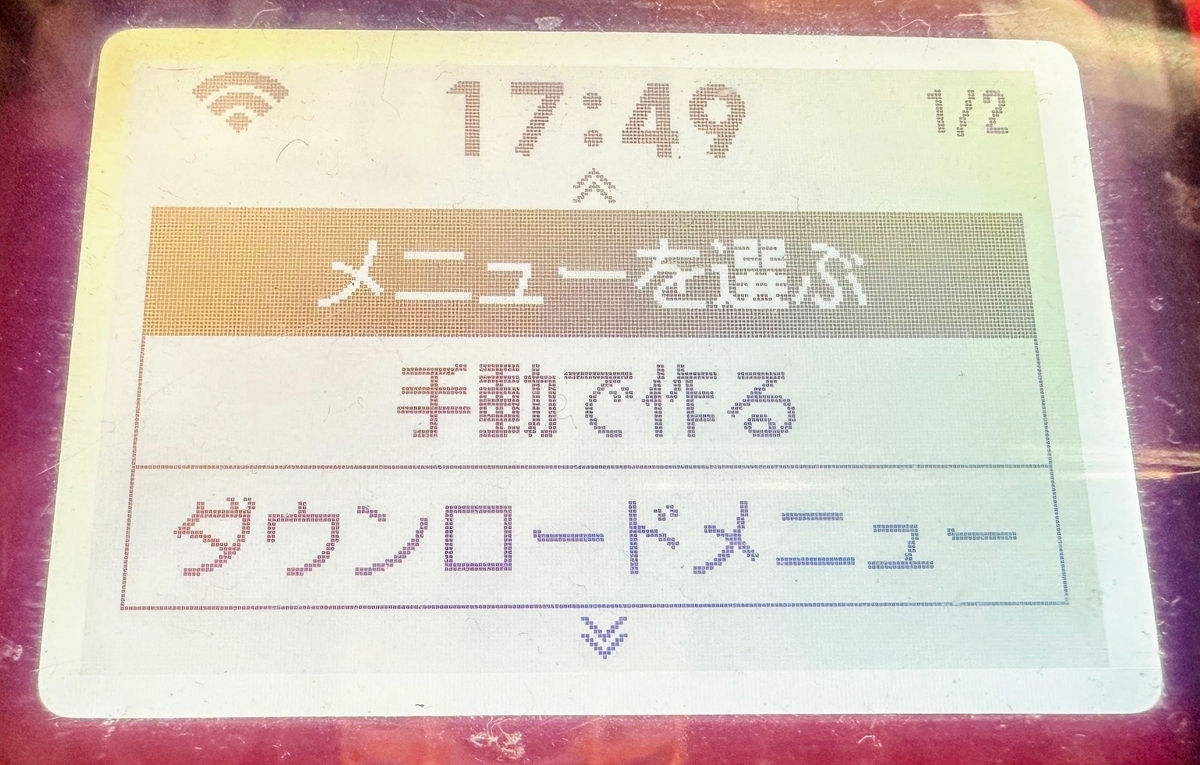 17:49 1/2
メニューを選ぶ
手動で作る
ダウンロードメニュー